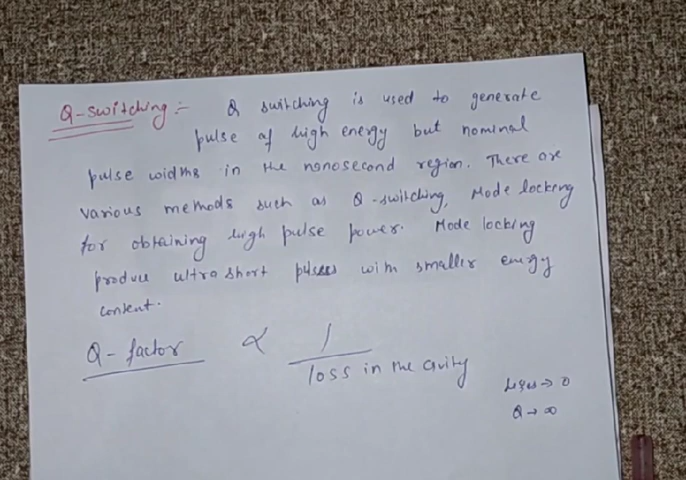 Q-switching :- Q switching is used to generate
pulse of high energy but nominal
pulse widths in the nanosecond region. There are
various methods such as Q-switching, Mode locking
for obtaining high pulse power. Mode locking
produce ultra short pulses with smaller energy
content.
Q- factor ∝ 1
loss in the cavity
→ 0
Q → ∞